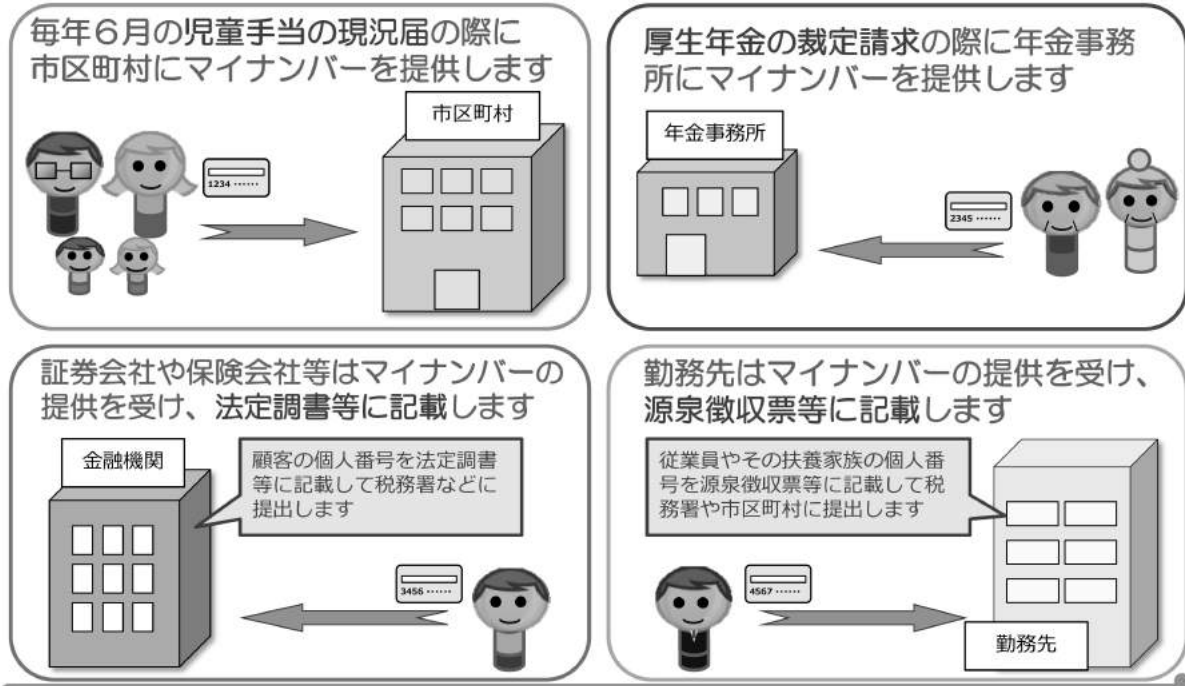 毎年６月の児童手当の現況届の際に
市区町村にマイナンバーを提供します
市区町村
1234 ······
厚生年金の裁定請求の際に年金事務
所にマイナンバーを提供します
年金事務所
2345 ······
証券会社や保険会社等はマイナンバーの
提供を受け、法定調書等に記載します
金融機関
顧客の個人番号を法定調書
等に記載して税務署などに
提出します
3456 ······
勤務先はマイナンバーの提供を受け、
源泉徴収票等に記載します
従業員やその扶養家族の個人番
号を源泉徴収票等に記載して税
務署や市区町村に提出します
4567 ······
勤務先